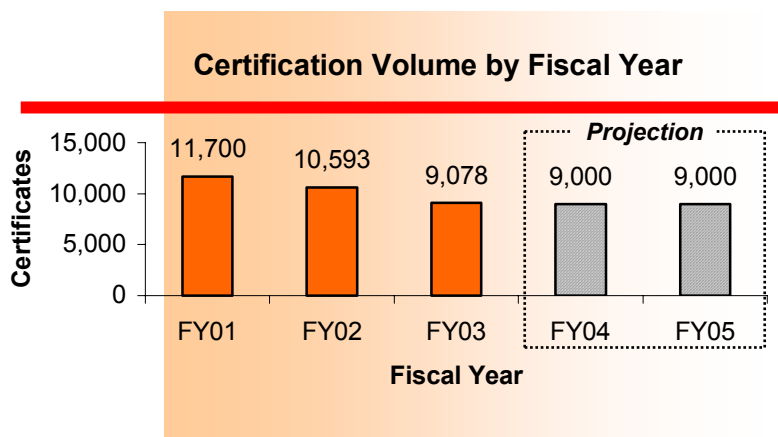 Certification Volume by Fiscal Year
Projection
Certificates
15,000
10,000
5,000
0
11,700
10,593
9,078
9,000
9,000
FY01
FY02
FY03
FY04
FY05
Fiscal Year